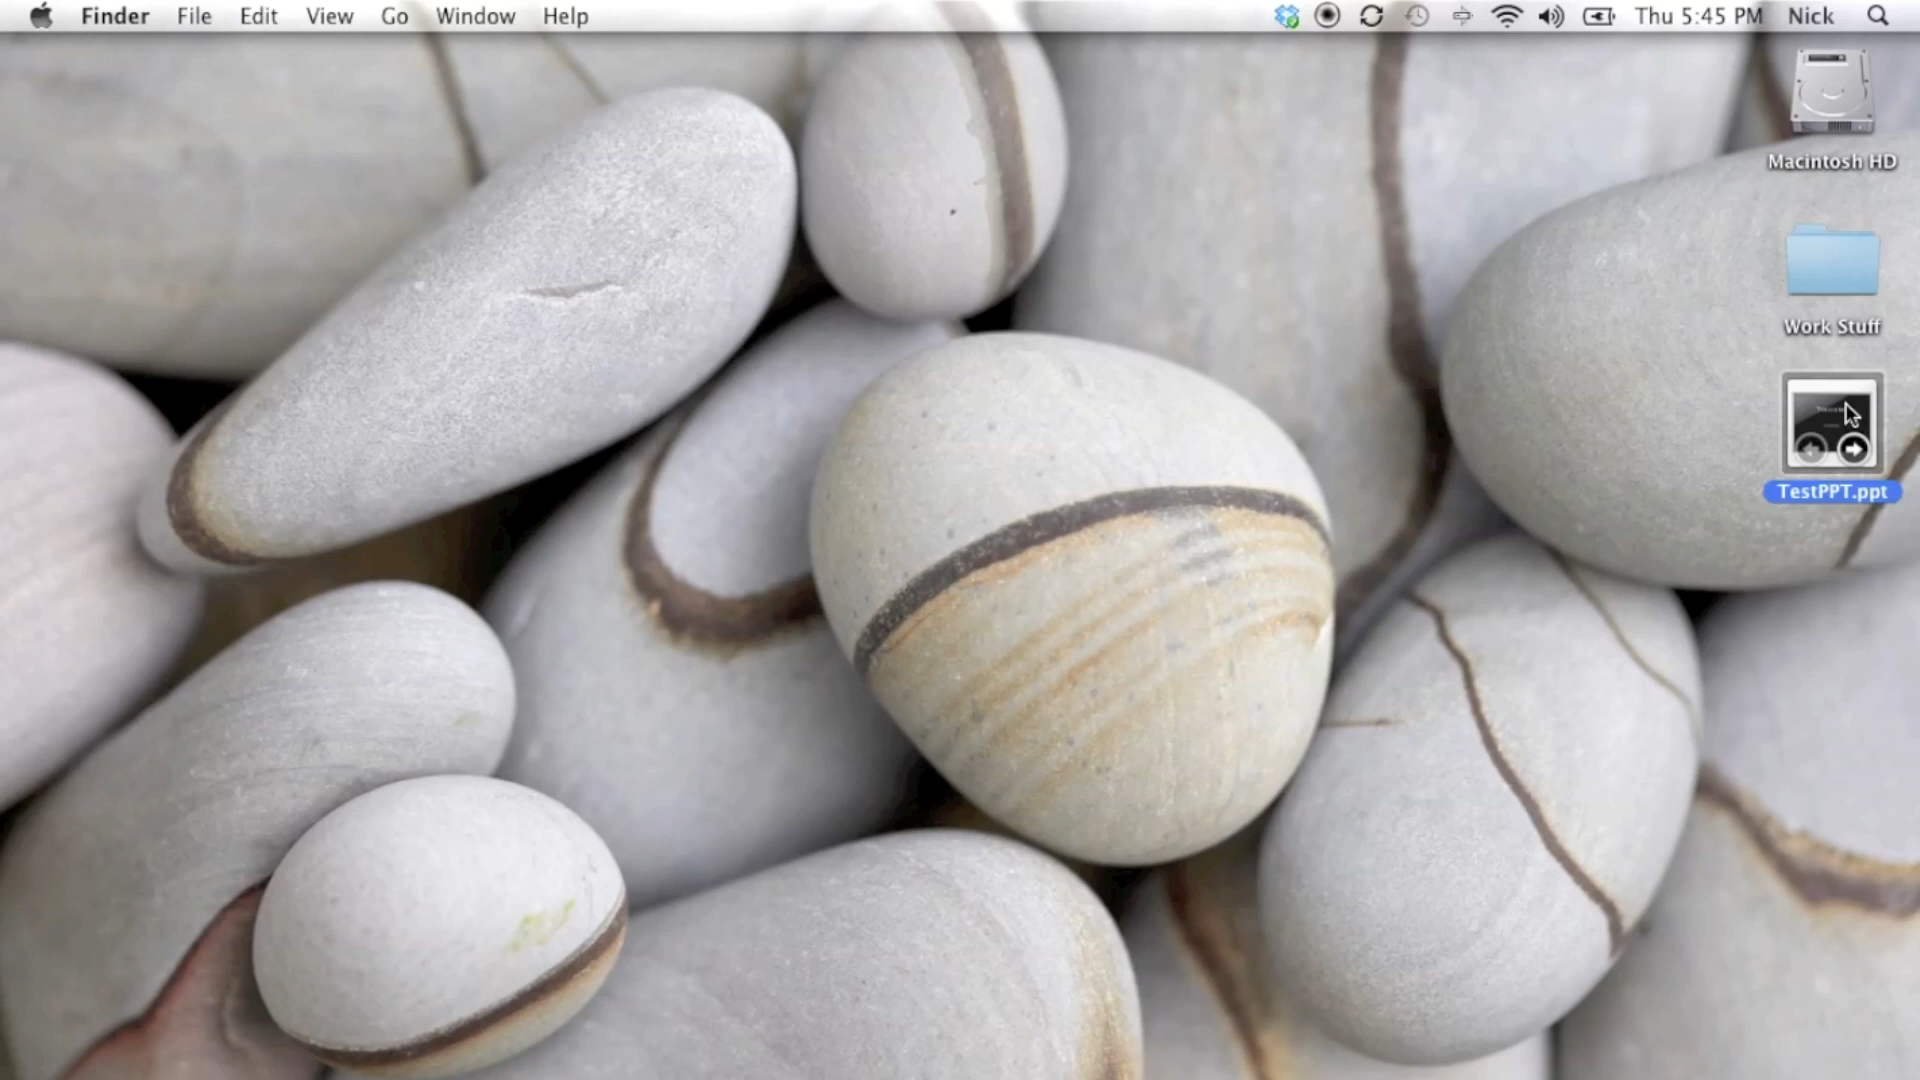 Finder File Edit View Go Window Help Thu 5:45 PM Nick
Macintosh HD
Work Stuff
TestPPT.ppt